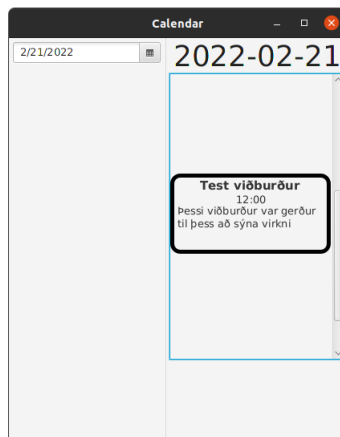 Calendar
2/21/2022
2022-02-21
Test viðburður
12:00
Þessi viðburður var gerður
til þess að sýna virkni